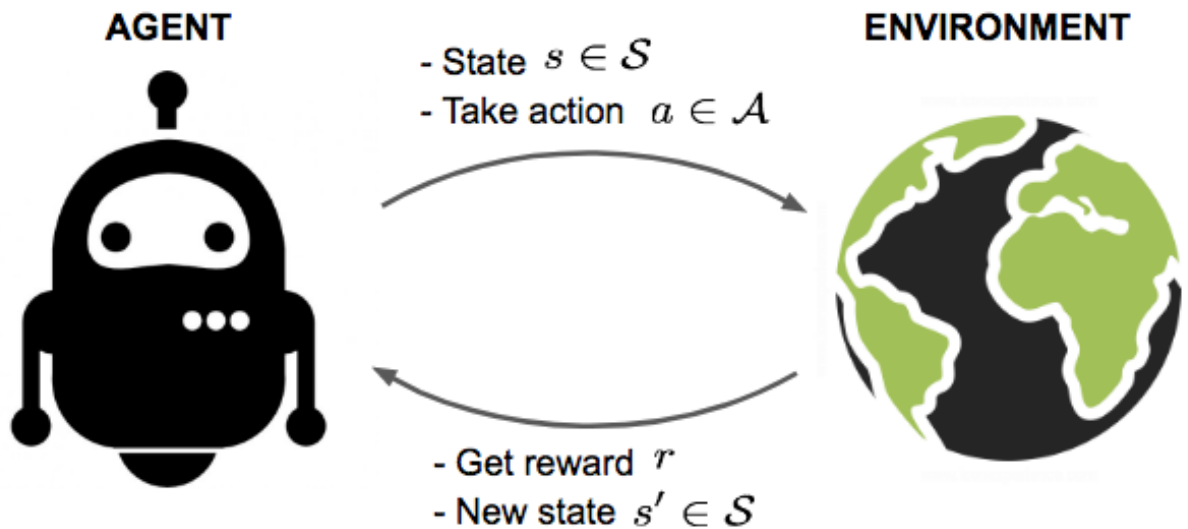 AGENT
ENVIRONMENT
- State s ∈ 𝒮
- Take action a ∈ 𝒜
- Get reward r
- New state s′ ∈ 𝒮